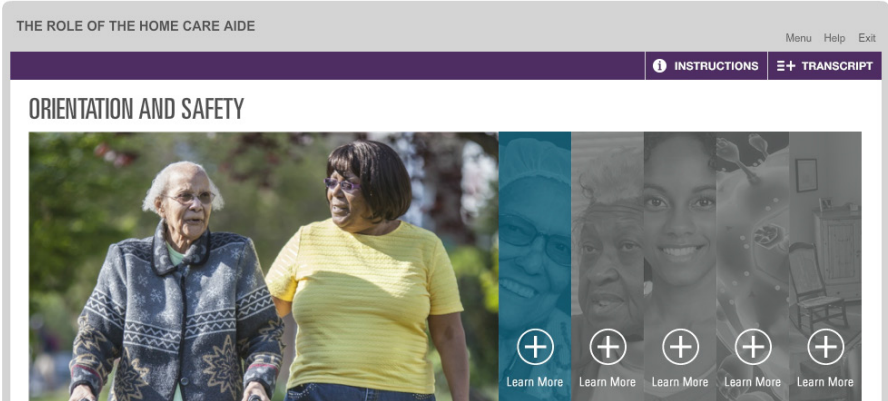 THE ROLE OF THE HOME CARE AIDE
Menu Help Exit
INSTRUCTIONS TRANSCRIPT
ORIENTATION AND SAFETY
Learn More Learn More Learn More Learn More Learn More